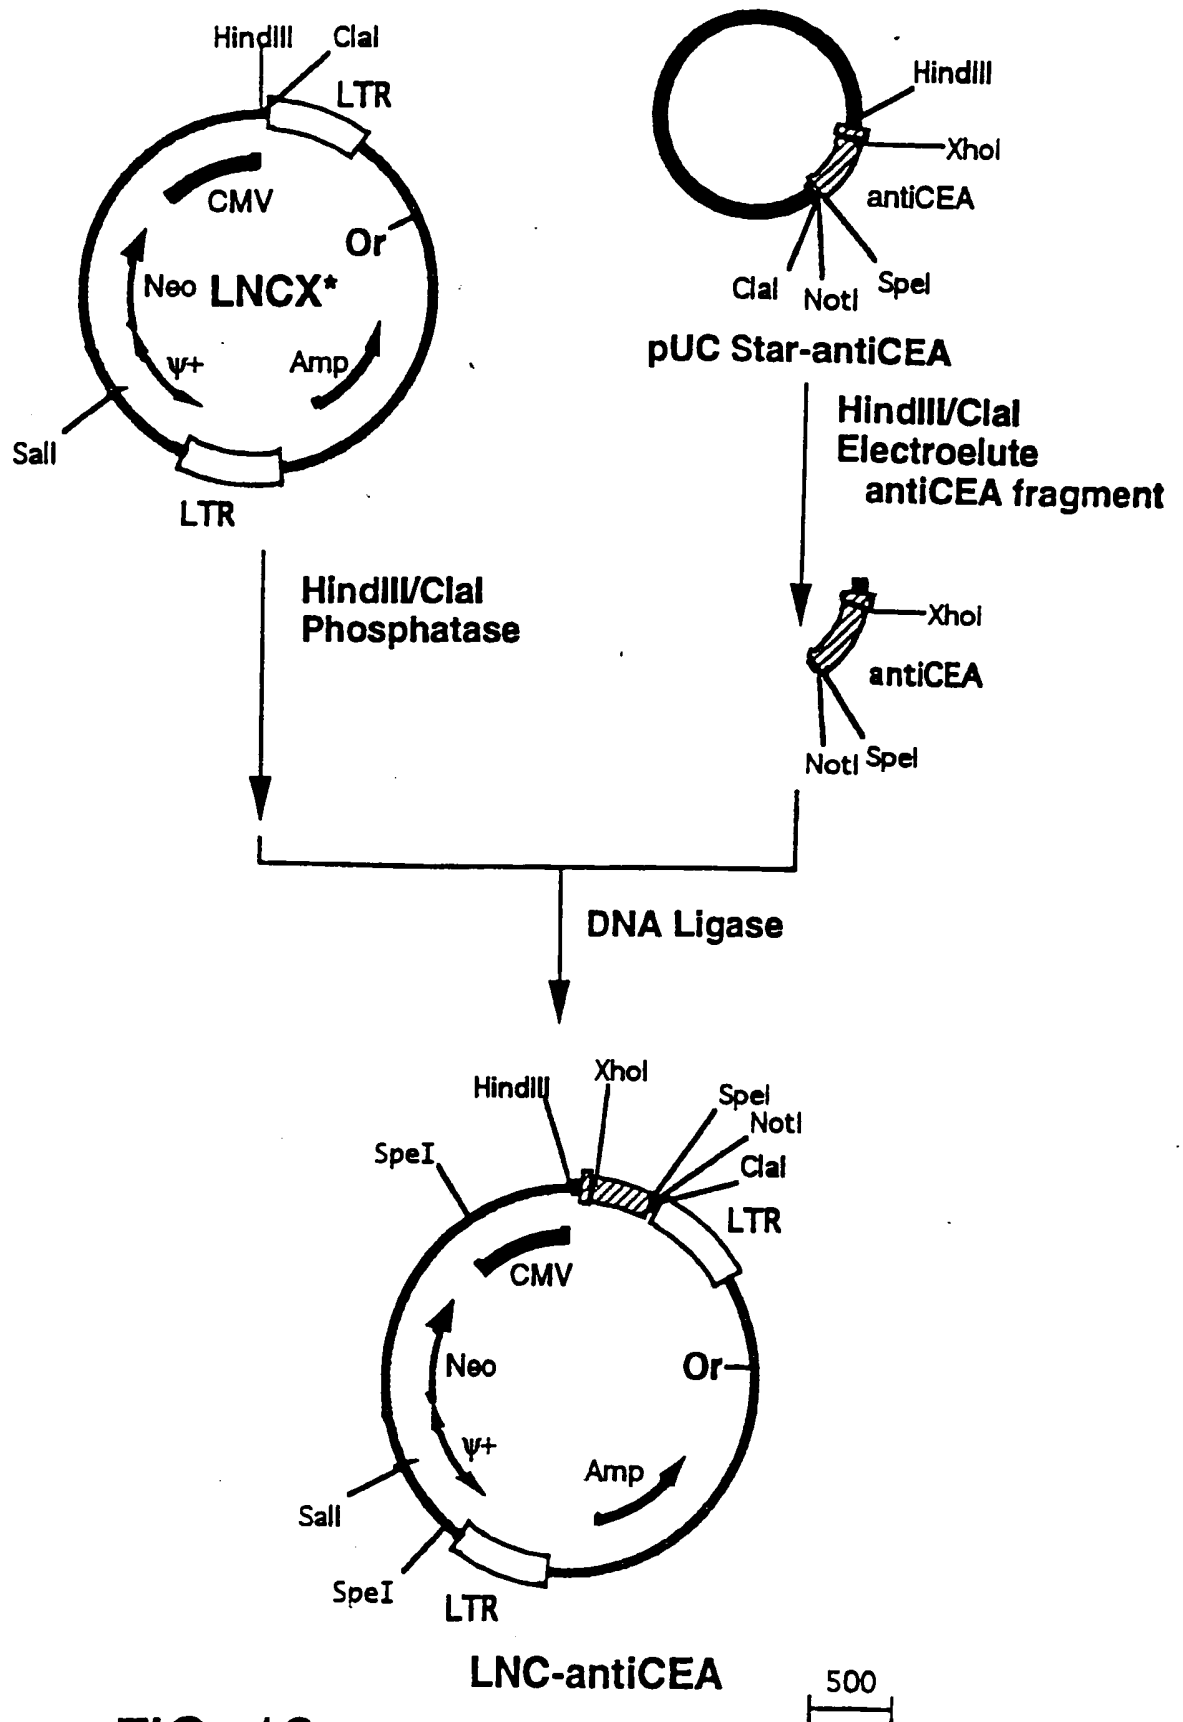 HindIII
ClaI
LTR
CMV
Or
Neo
LNCX*
ψ+
Amp
SalI
LTR
HindIII
XhoI
antiCEA
ClaI
NotI
SpeI
pUC Star-antiCEA
HindIII/ClaI
Electroelute
antiCEA fragment
HindIII/ClaI
Phosphatase
XhoI
antiCEA
NotI
SpeI
DNA Ligase
HindIII
XhoI
SpeI
NotI
ClaI
SpeI
LTR
CMV
Neo
Or
ψ+
Amp
SalI
SpeI
LTR
LNC-antiCEA
500